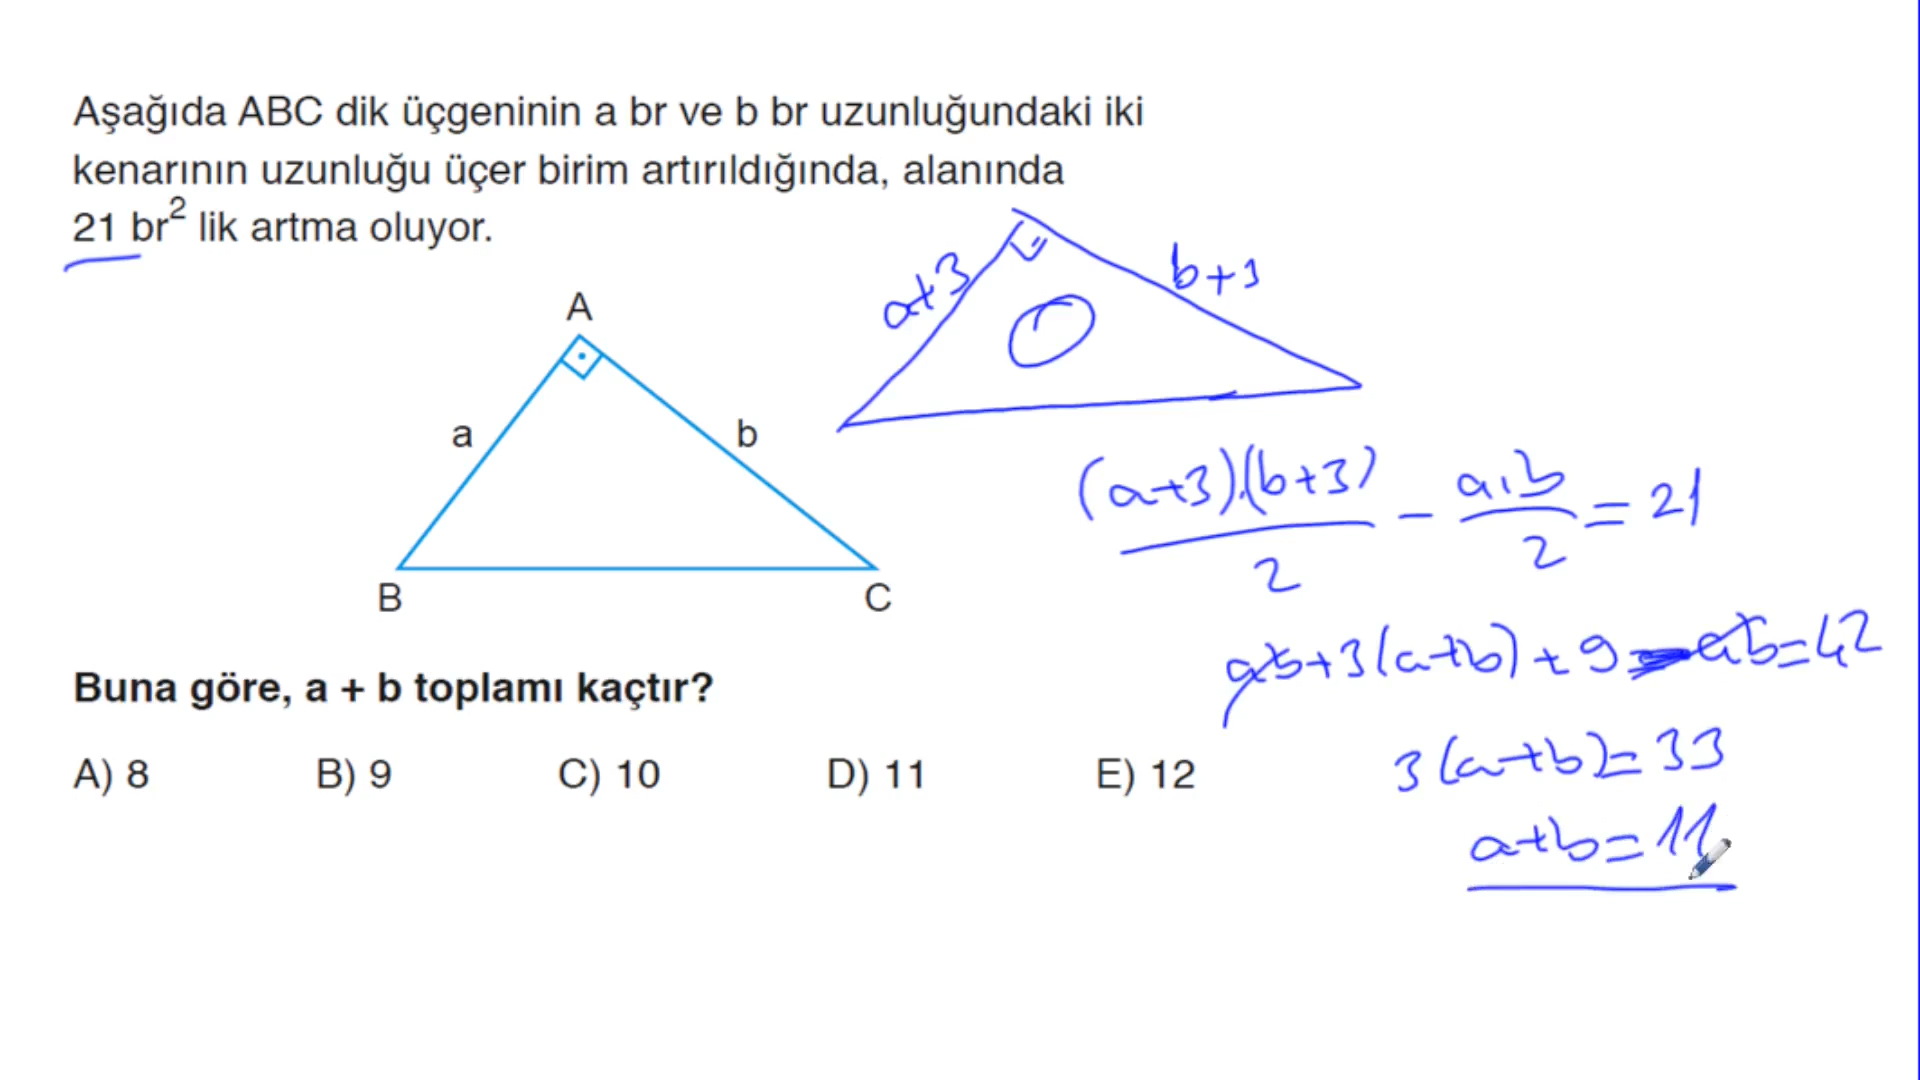 Aşağıda ABC dik üçgeninin a br ve b br uzunluğundaki iki
kenarının uzunluğu üçer birim artırıldığında, alanında
21 br² lik artma oluyor.
A
a
b
B
C
a+3
b+3
(a+3).(b+3)/2 - a.b/2 = 21
ab+3(a+b)+9-ab=42
3(a+b)=33
a+b=11
Buna göre, a + b toplamı kaçtır?
A) 8 B) 9 C) 10 D) 11 E) 12